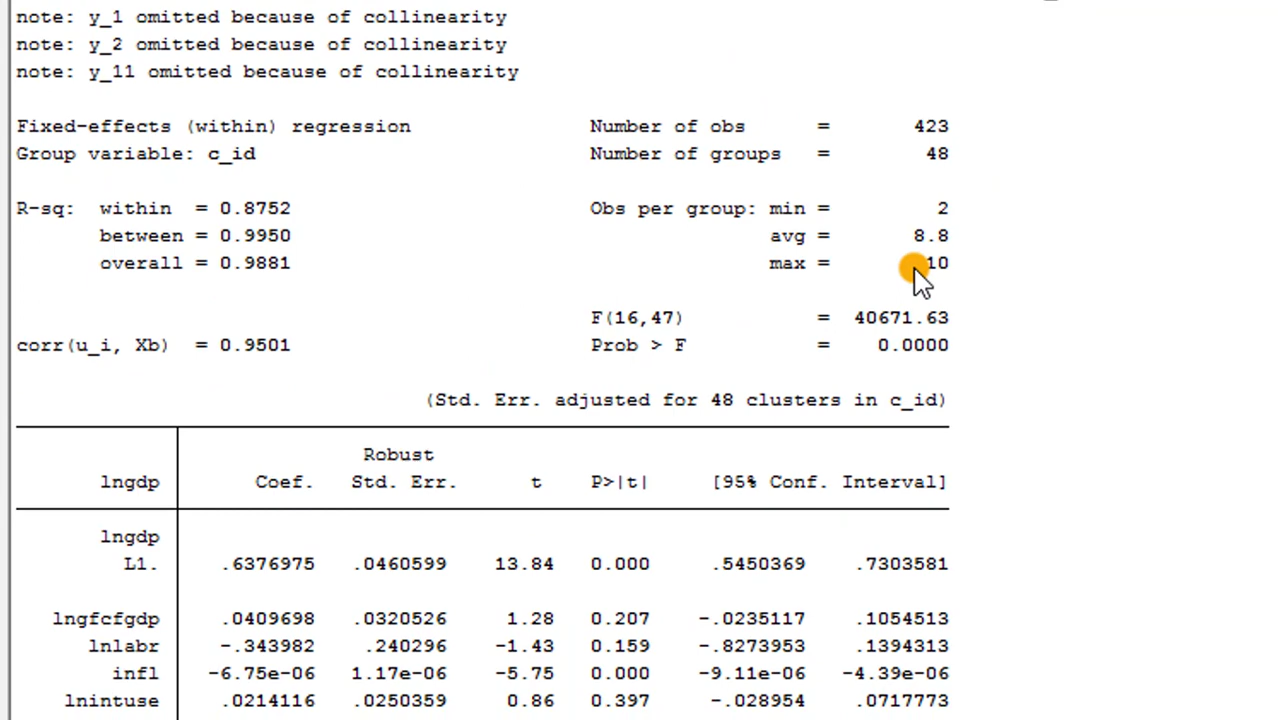 note: y_1 omitted because of collinearity
note: y_2 omitted because of collinearity
note: y_11 omitted because of collinearity
Fixed-effects (within) regression Number of obs = 423
Group variable: c_id Number of groups = 48
R-sq: within = 0.8752 Obs per group: min = 2
between = 0.9950 avg = 8.8
overall = 0.9881 max = 10
F(16,47) = 40671.63
corr(u_i, Xb) = 0.9501 Prob > F = 0.0000
(Std. Err. adjusted for 48 clusters in c_id)
Robust
lngdp Coef. Std. Err. t P>|t| [95% Conf. Interval]
lngdp
L1. .6376975 .0460599 13.84 0.000 .5450369 .7303581
lngfcfgdp .0409698 .0320526 1.28 0.207 -.0235117 .1054513
lnlabr -.343982 .240296 -1.43 0.159 -.8273953 .1394313
infl -6.75e-06 1.17e-06 -5.75 0.000 -9.11e-06 -4.39e-06
lnintuse .0214116 .0250359 0.86 0.397 -.028954 .0717773